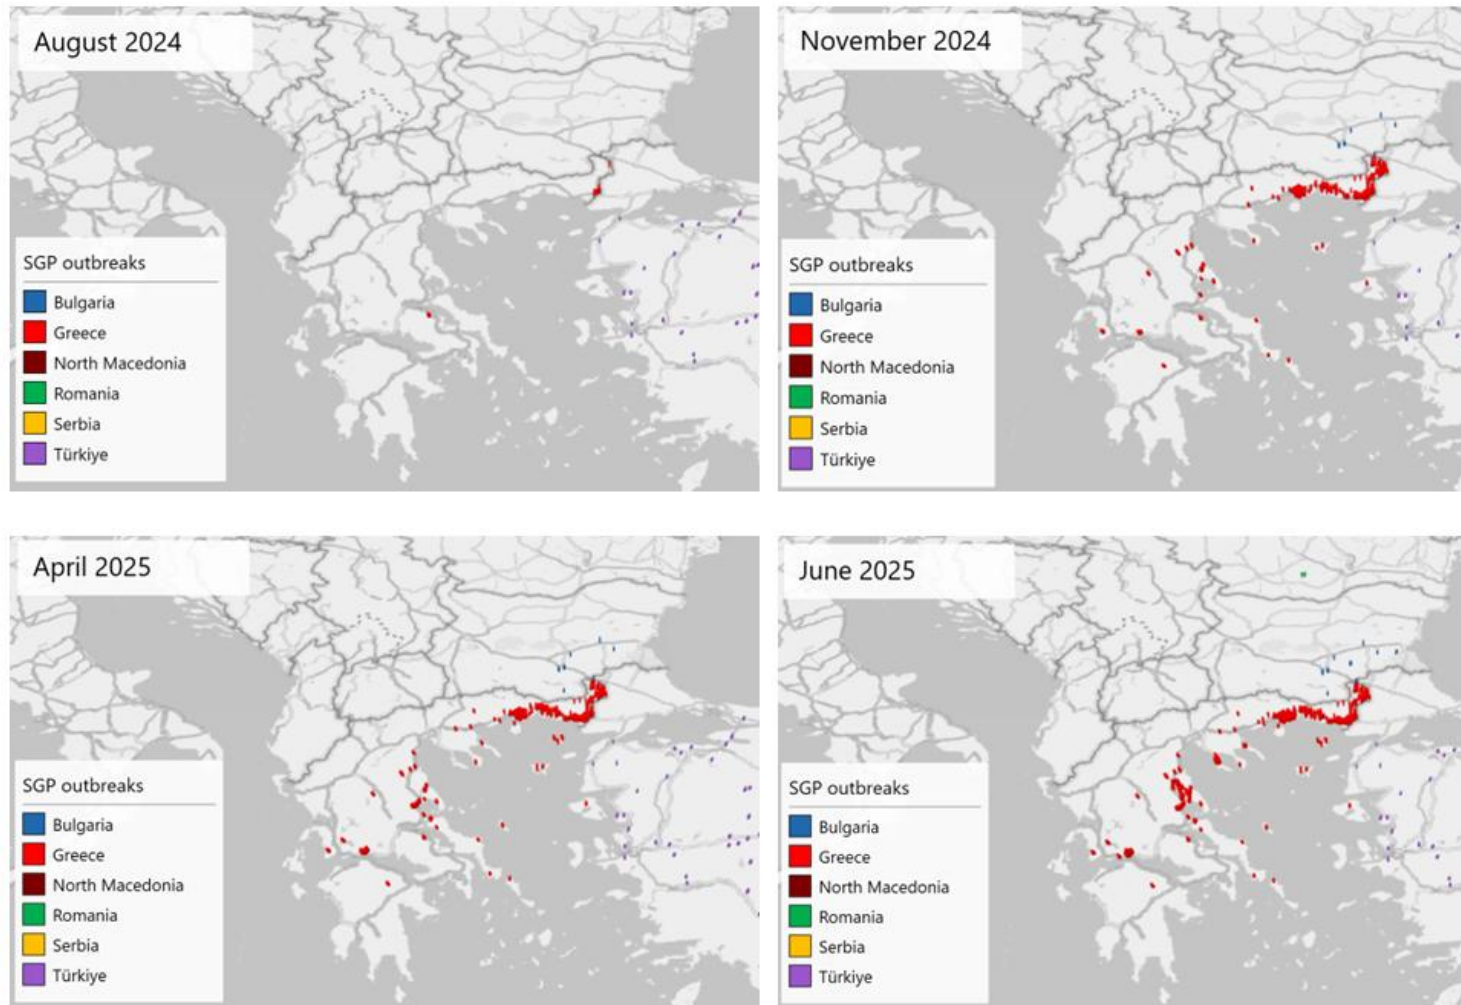 August 2024
SGP outbreaks
Bulgaria
Greece
North Macedonia
Romania
Serbia
Türkiye
November 2024
SGP outbreaks
Bulgaria
Greece
North Macedonia
Romania
Serbia
Türkiye
April 2025
SGP outbreaks
Bulgaria
Greece
North Macedonia
Romania
Serbia
Türkiye
June 2025
SGP outbreaks
Bulgaria
Greece
North Macedonia
Romania
Serbia
Türkiye